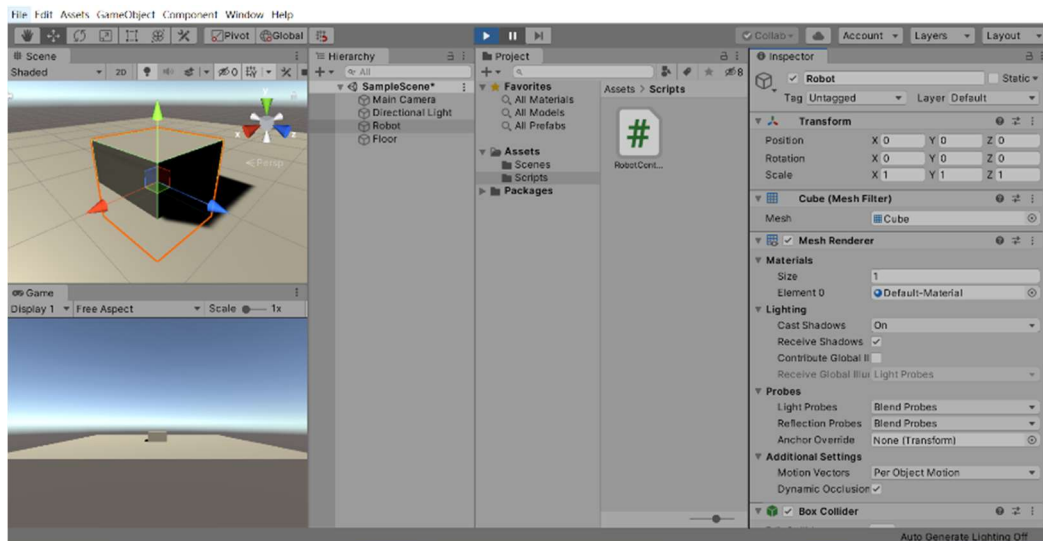 File Edit Assets GameObject Component Window Help
Pivot Global
Collab Account Layers Layout
Scene
Shaded 2D 0
y
x z
Persp
Game
Display 1 Free Aspect Scale 1x
Hierarchy
All
SampleScene*
Main Camera
Directional Light
Robot
Floor
Project
8
Favorites
All Materials
All Models
All Prefabs
Assets
Scenes
Scripts
Packages
Assets > Scripts
#
RobotCont...
Inspector
Robot Static
Tag Untagged Layer Default
Transform
Position X 0 Y 0 Z 0
Rotation X 0 Y 0 Z 0
Scale X 1 Y 1 Z 1
Cube (Mesh Filter)
Mesh Cube
Mesh Renderer
Materials
Size 1
Element 0 Default-Material
Lighting
Cast Shadows On
Receive Shadows
Contribute Global Il
Receive Global Illur Light Probes
Probes
Light Probes Blend Probes
Reflection Probes Blend Probes
Anchor Override None (Transform)
Additional Settings
Motion Vectors Per Object Motion
Dynamic Occlusion
Box Collider
Auto Generate Lighting Off